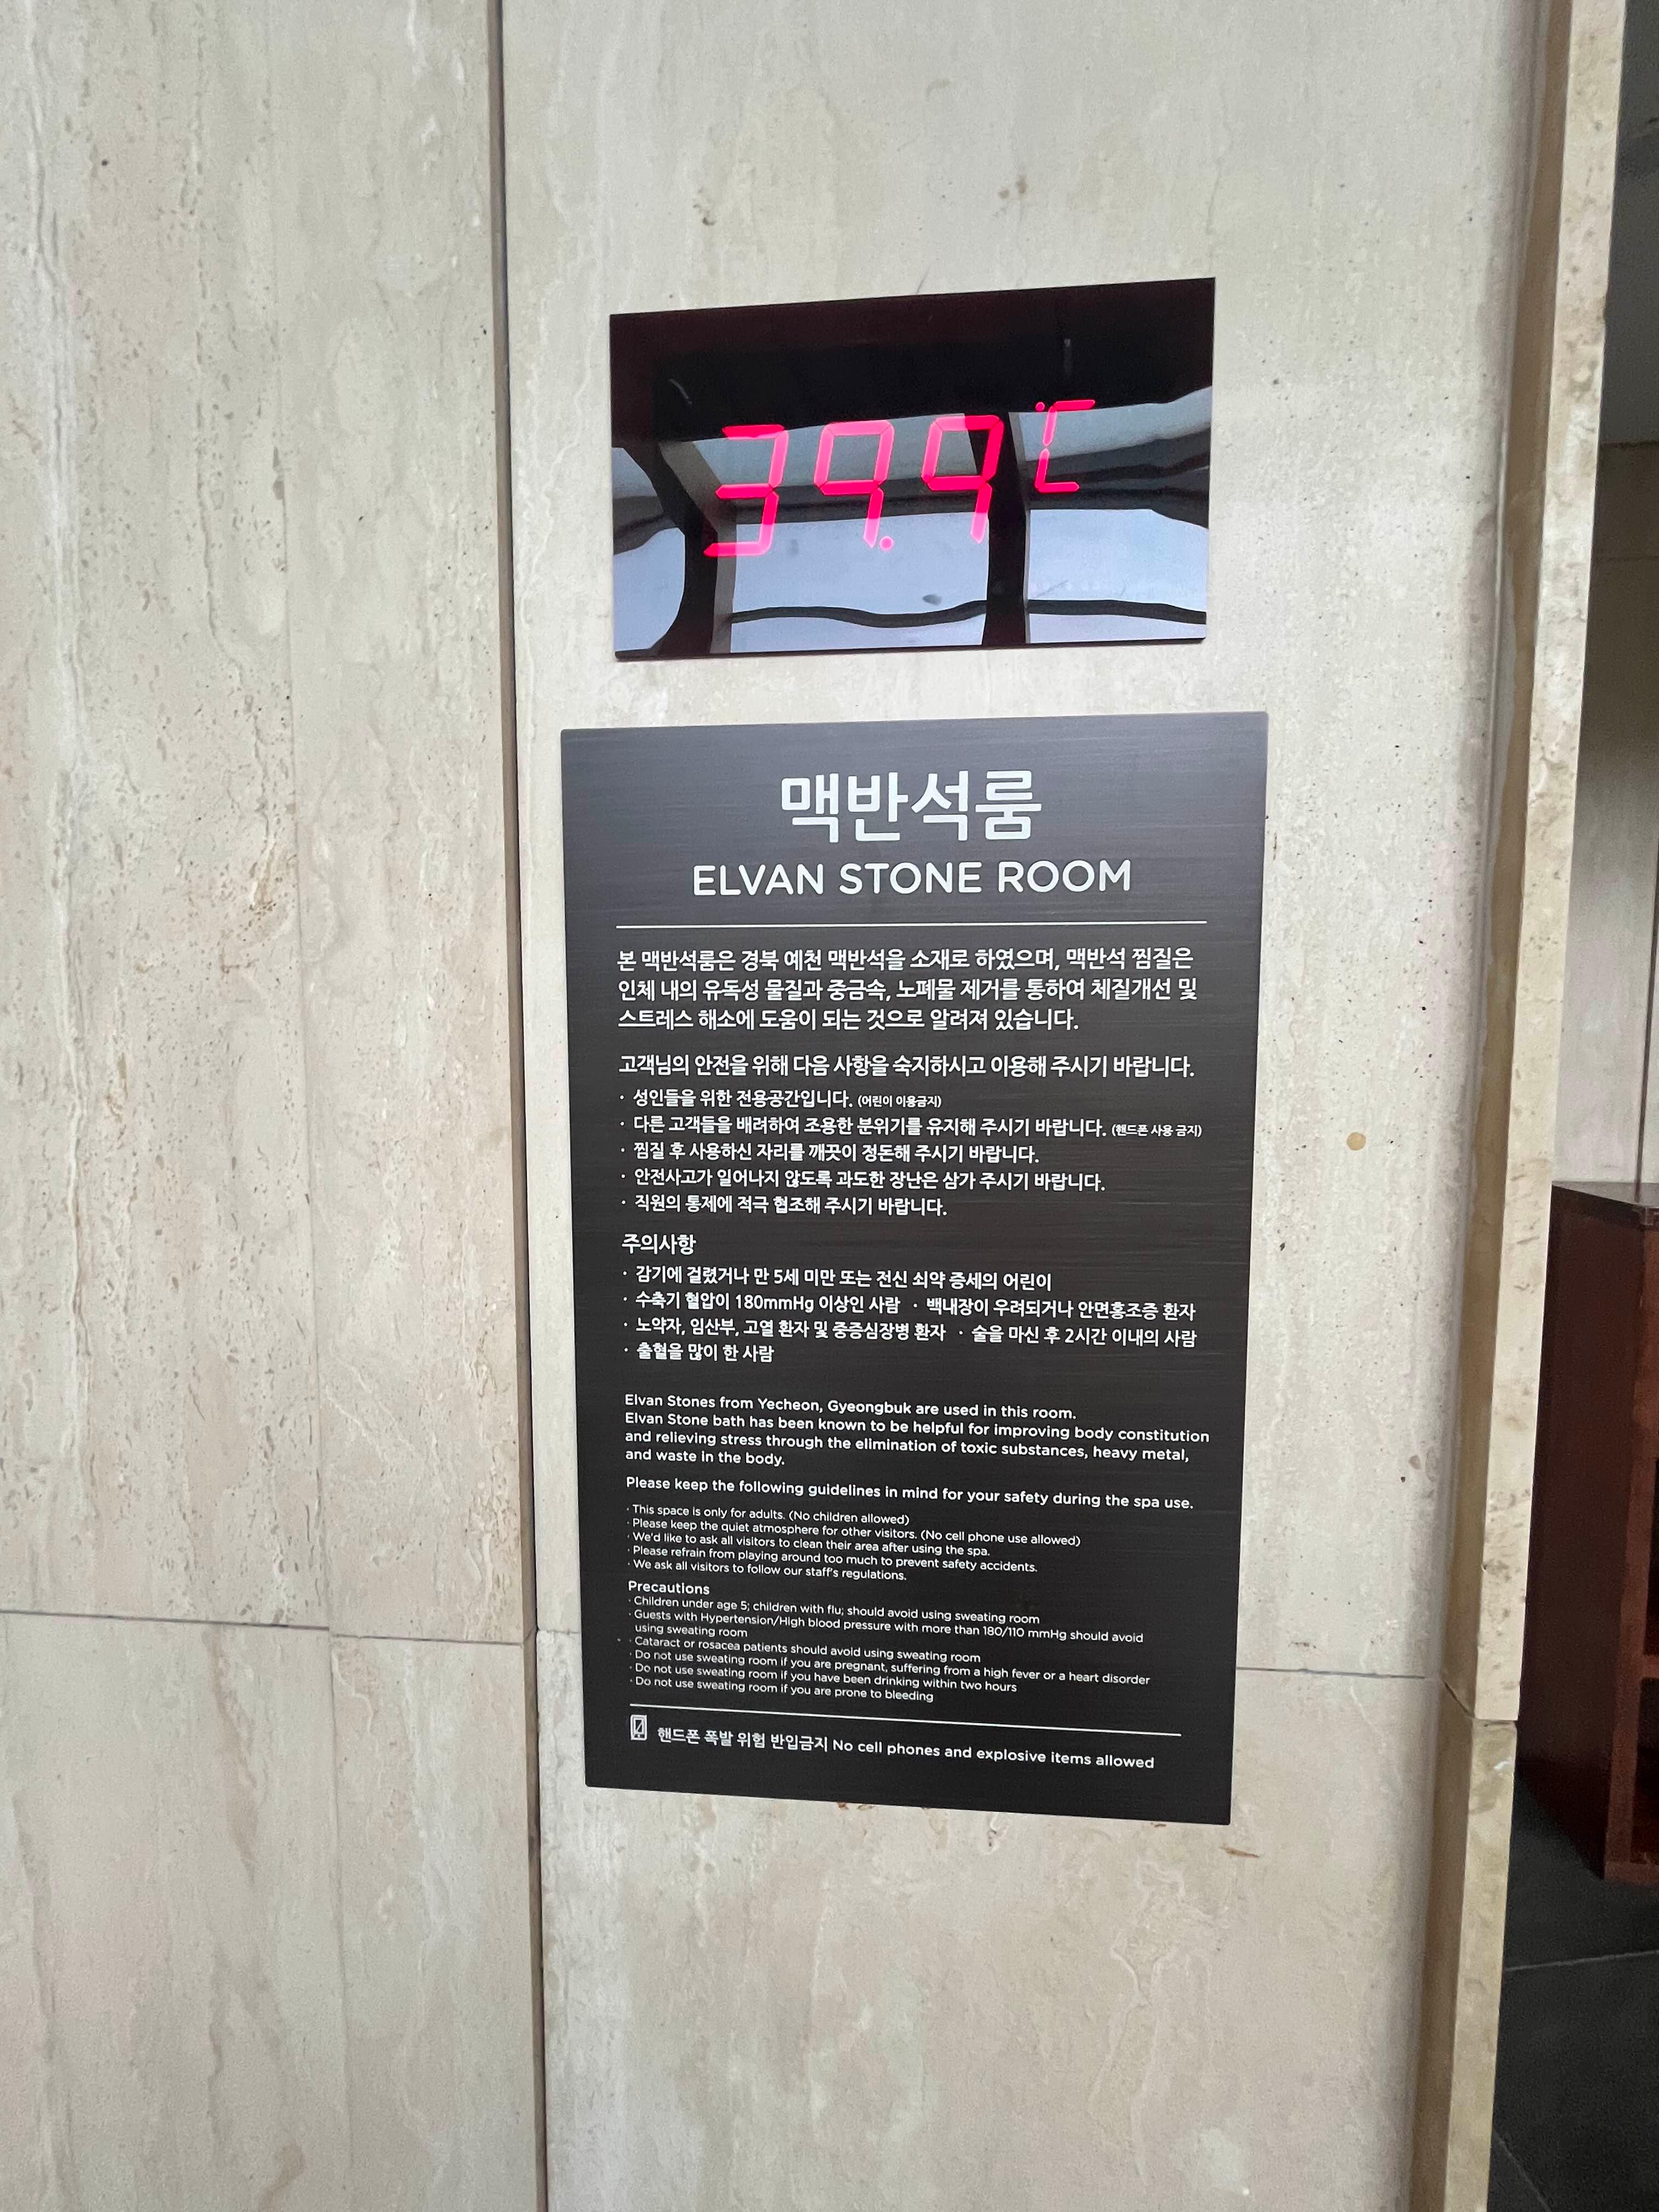 39.9℃
맥반석룸
ELVAN STONE ROOM
본 맥반석룸은 경북 예천 맥반석을 소재로 하였으며, 맥반석 찜질은
인체 내의 유독성 물질과 중금속, 노폐물 제거를 통하여 체질개선 및
스트레스 해소에 도움이 되는 것으로 알려져 있습니다.
고객님의 안전을 위해 다음 사항을 숙지하시고 이용해 주시기 바랍니다.
· 성인들을 위한 전용공간입니다. (어린이 이용금지)
· 다른 고객들을 배려하여 조용한 분위기를 유지해 주시기 바랍니다. (핸드폰 사용 금지)
· 찜질 후 사용하신 자리를 깨끗이 정돈해 주시기 바랍니다.
· 안전사고가 일어나지 않도록 과도한 장난은 삼가 주시기 바랍니다.
· 직원의 통제에 적극 협조해 주시기 바랍니다.
주의사항
· 감기에 걸렸거나 만 5세 미만 또는 전신 쇠약 증세의 어린이
· 수축기 혈압이 180mmHg 이상인 사람 · 백내장이 우려되거나 안면홍조증 환자
· 노약자, 임산부, 고열 환자 및 중증심장병 환자 · 술을 마신 후 2시간 이내의 사람
· 출혈을 많이 한 사람
Elvan Stones from Yecheon, Gyeongbuk are used in this room.
Elvan Stone bath has been known to be helpful for improving body constitution
and relieving stress through the elimination of toxic substances, heavy metal,
and waste in the body.
Please keep the following guidelines in mind for your safety during the spa use.
· This space is only for adults. (No children allowed)
· Please keep the quiet atmosphere for other visitors. (No cell phone use allowed)
· We'd like to ask all visitors to clean their area after using the spa.
· Please refrain from playing around too much to prevent safety accidents.
· We ask all visitors to follow our staff's regulations.
Precautions
· Children under age 5; children with flu; should avoid using sweating room
· Guests with Hypertension/High blood pressure with more than 180/110 mmHg should avoid
using sweating room
· Cataract or rosacea patients should avoid using sweating room
· Do not use sweating room if you are pregnant, suffering from a high fever or a heart disorder
· Do not use sweating room if you have been drinking within two hours
· Do not use sweating room if you are prone to bleeding
핸드폰 폭발 위험 반입금지 No cell phones and explosive items allowed